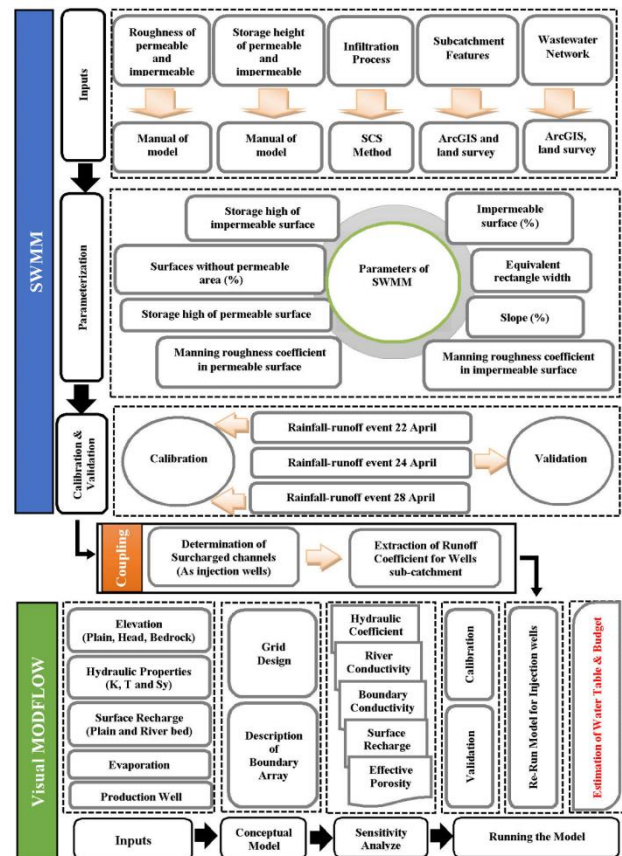 SWMM
Inputs
Roughness of
permeable
and
impermeable
Storage height
of permeable
and
impermeable
Infiltration
Process
Subcatchment
Features
Wastewater
Network
Manual of
model
Manual of
model
SCS
Method
ArcGIS and
land survey
ArcGIS,
land survey
Parameterization
Storage high of
impermeable surface
Surfaces without permeable
area (%)
Storage high of permeable surface
Manning roughness coefficient
in permeable surface
Parameters of
SWMM
Impermeable
surface (%)
Equivalent
rectangle width
Slope (%)
Manning roughness coefficient
in impermeable surface
Calibration &
Validation
Calibration
Rainfall-runoff event 22 April
Rainfall-runoff event 24 April
Rainfall-runoff event 28 April
Validation
Coupling
Determination of
Surcharged channels
(As injection wells)
Extraction of Runoff
Coefficient for Wells
sub-catchment
Visual MODFLOW
Elevation
(Plain, Head, Bedrock)
Hydraulic Properties
(K, T and Sy)
Surface Recharge
(Plain and River bed)
Evaporation
Production Well
Grid
Design
Description
of
Boundary
Array
Hydraulic
Coefficient
River
Conductivity
Boundary
Conductivity
Surface
Recharge
Effective
Porosity
Calibration
Validation
Re-Run Model for Injection wells
Estimation of Water Table & Budget
Inputs
Conceptual
Model
Sensitivity
Analyze
Running the Model